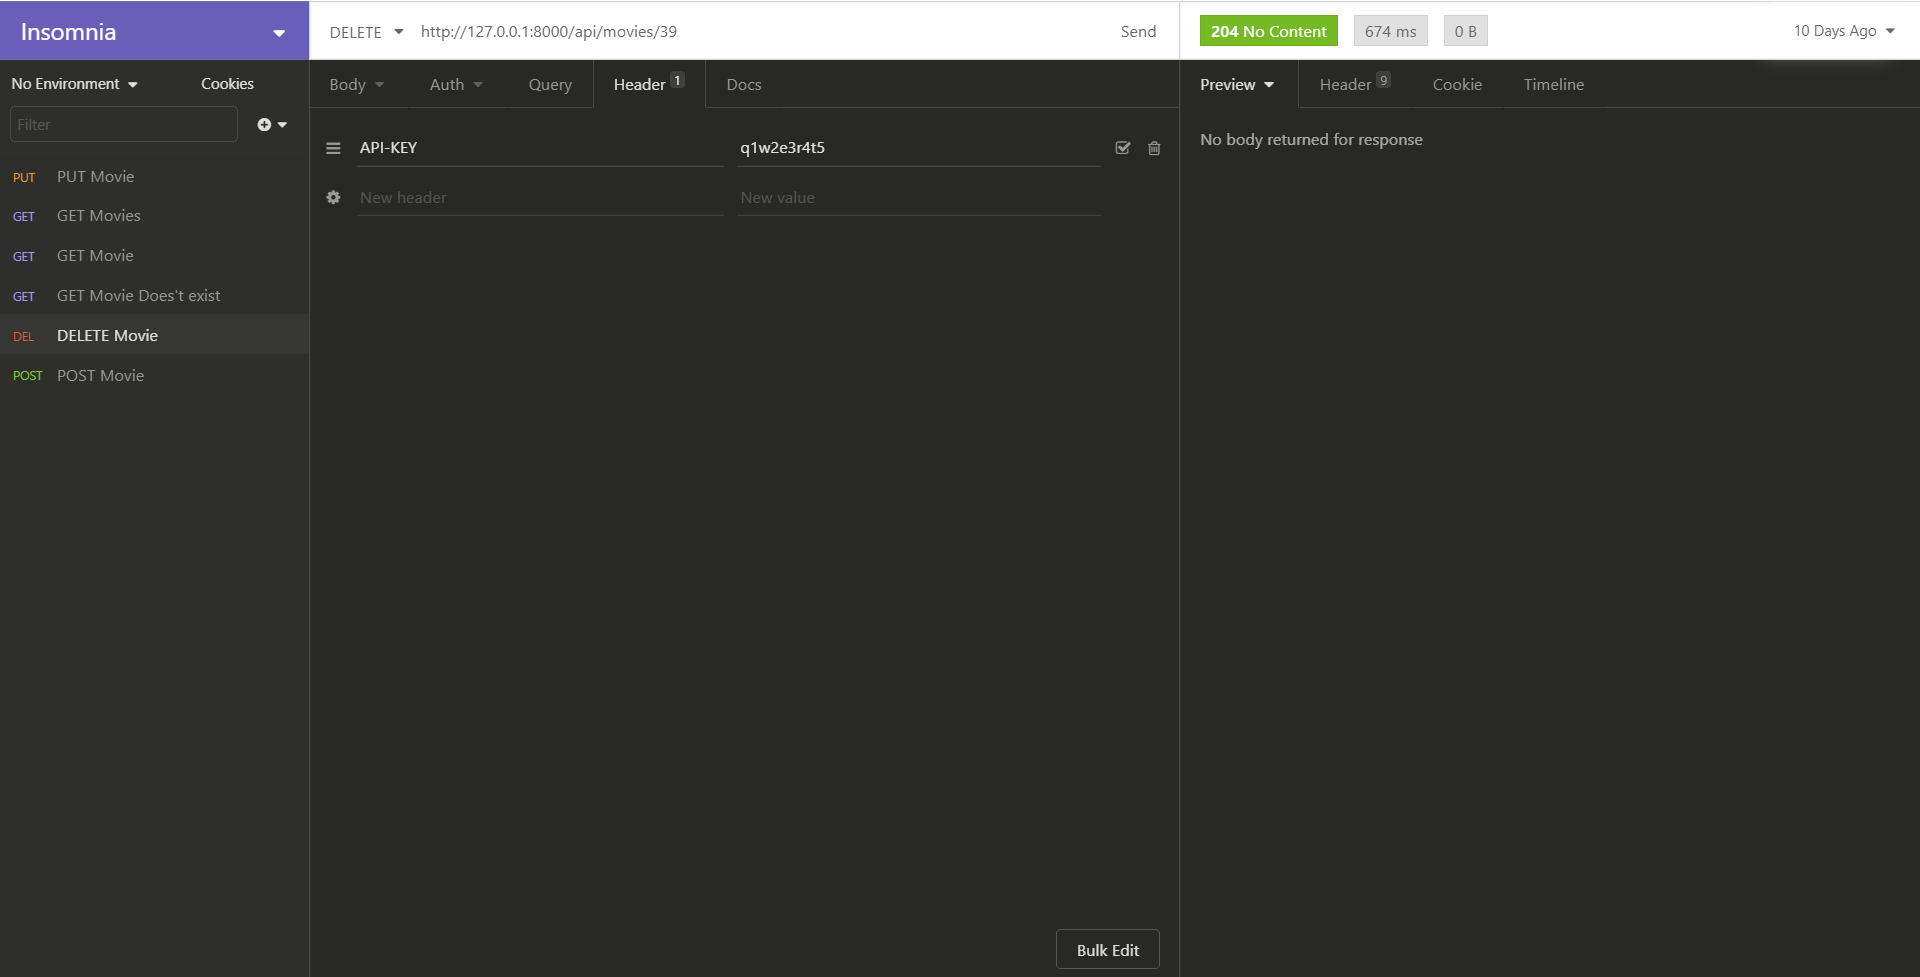 Insomnia
DELETE http://127.0.0.1:8000/api/movies/39 Send
204 No Content 674 ms 0 B 10 Days Ago
No Environment Cookies
Body Auth Query Header 1 Docs
Preview Header 9 Cookie Timeline
Filter
API-KEY q1w2e3r4t5
No body returned for response
New header New value
PUT PUT Movie
GET GET Movies
GET GET Movie
GET GET Movie Does't exist
DEL DELETE Movie
POST POST Movie
Bulk Edit